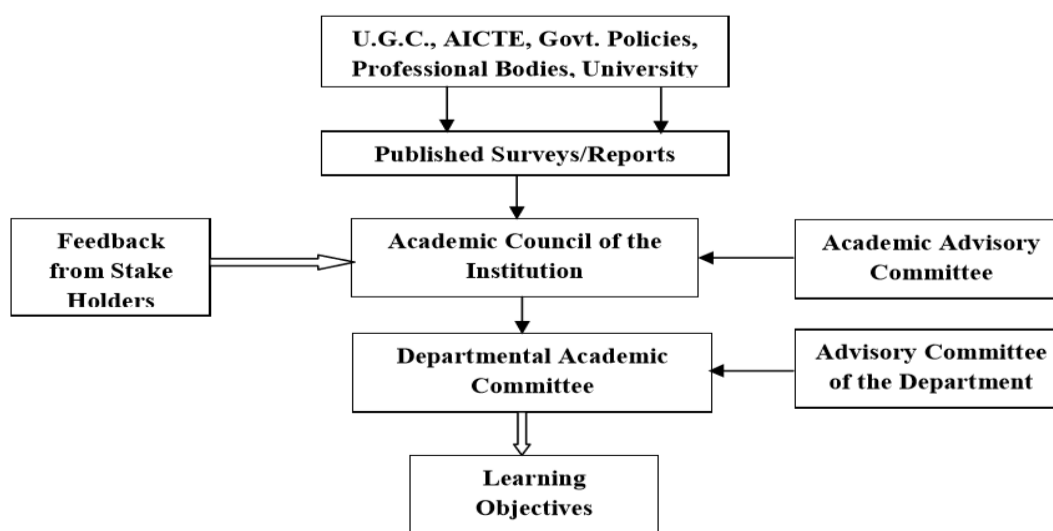 U.G.C., AICTE, Govt. Policies,
Professional Bodies, University
Published Surveys/Reports
Feedback
from Stake
Holders
Academic Council of the
Institution
Academic Advisory
Committee
Departmental Academic
Committee
Advisory Committee
of the Department
Learning
Objectives